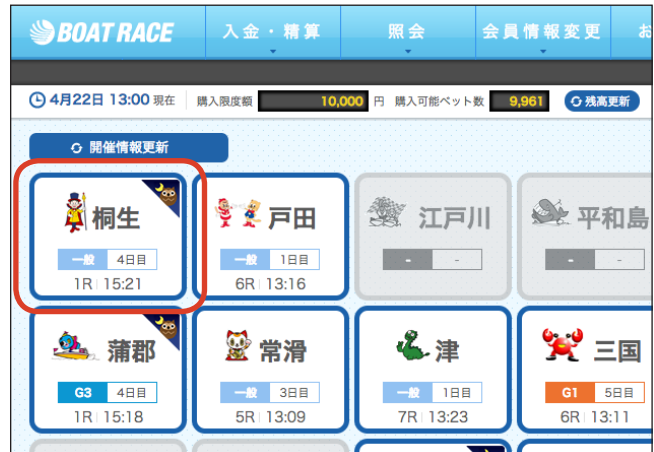 BOAT RACE 入金・精算 照会 会員情報変更 お
4月22日 13:00 現在 購入限度額 10,000 円 購入可能ベット数 9,961 残高更新
開催情報更新
桐生 戸田 江戸川 平和島
一般 4日目 一般 1日目 - - - -
1R 15:21 6R 13:16
蒲郡 常滑 津 三国
G3 4日目 一般 3日目 一般 1日目 G1 5日目
1R 15:18 5R 13:09 7R 13:23 6R 13:11